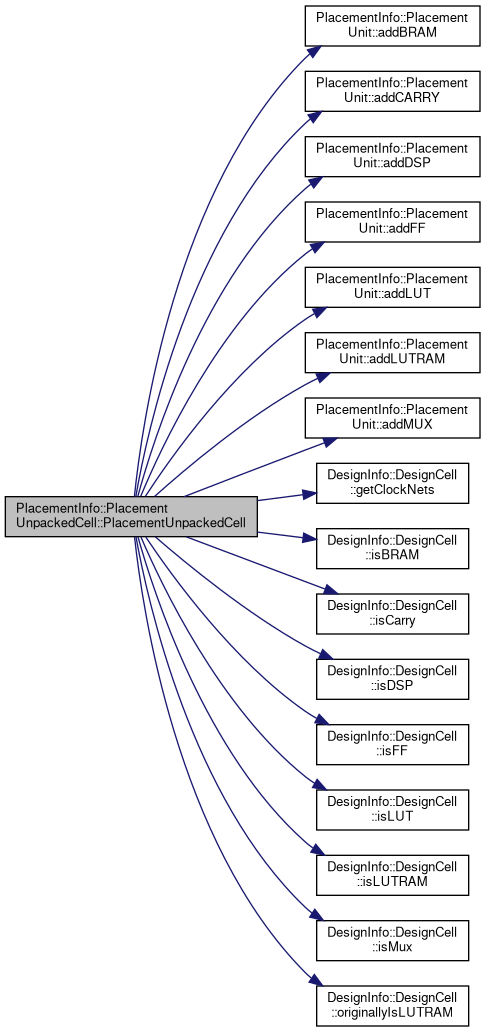 PlacementInfo::Placement
Unit::addBRAM
PlacementInfo::Placement
Unit::addCARRY
PlacementInfo::Placement
Unit::addDSP
PlacementInfo::Placement
Unit::addFF
PlacementInfo::Placement
Unit::addLUT
PlacementInfo::Placement
Unit::addLUTRAM
PlacementInfo::Placement
Unit::addMUX
DesignInfo::DesignCell
::getClockNets
PlacementInfo::Placement
UnpackedCell::PlacementUnpackedCell
DesignInfo::DesignCell
::isBRAM
DesignInfo::DesignCell
::isCarry
DesignInfo::DesignCell
::isDSP
DesignInfo::DesignCell
::isFF
DesignInfo::DesignCell
::isLUT
DesignInfo::DesignCell
::isLUTRAM
DesignInfo::DesignCell
::isMux
DesignInfo::DesignCell
::originallyIsLUTRAM